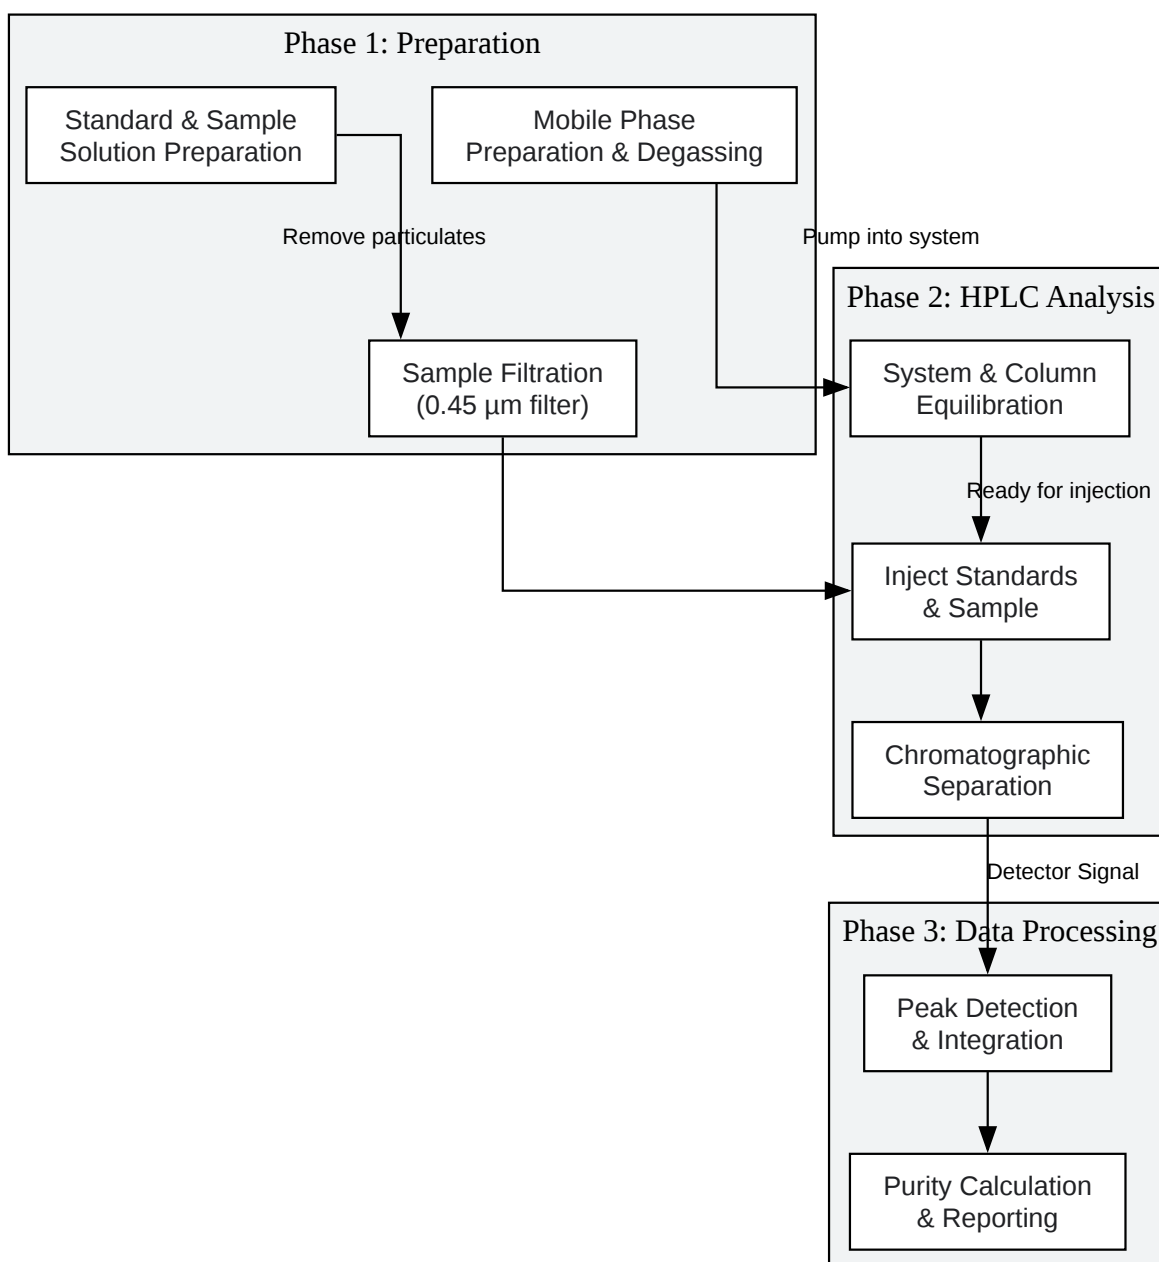 Phase 1: Preparation
Standard & Sample
Solution Preparation
Mobile Phase
Preparation & Degassing
Remove particulates
Pump into system
Sample Filtration
(0.45 µm filter)
Phase 2: HPLC Analysis
System & Column
Equilibration
Ready for injection
Inject Standards
& Sample
Chromatographic
Separation
Detector Signal
Phase 3: Data Processing
Peak Detection
& Integration
Purity Calculation
& Reporting